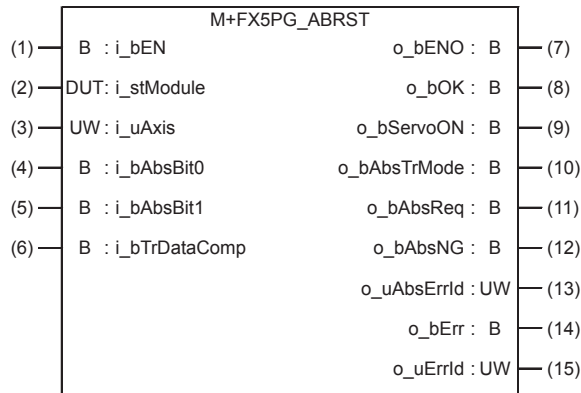 M+FX5PG_ABRST
(1) B : i_bEN o_bENO : B (7)
(2) DUT: i_stModule o_bOK : B (8)
(3) UW : i_uAxis o_bServoON : B (9)
(4) B : i_bAbsBit0 o_bAbsTrMode : B (10)
(5) B : i_bAbsBit1 o_bAbsReq : B (11)
(6) B : i_bTrDataComp o_bAbsNG : B (12)
o_uAbsErrId : UW (13)
o_bErr : B (14)
o_uErrId : UW (15)